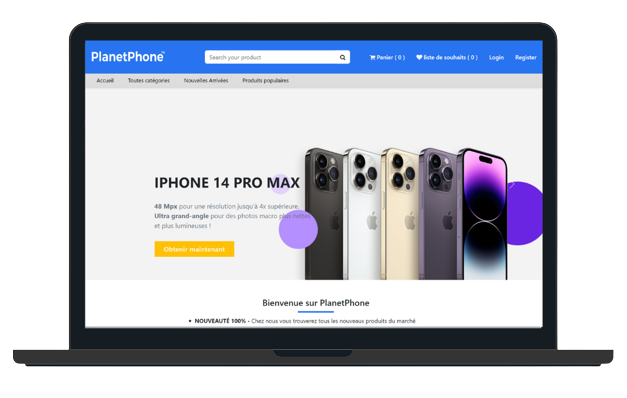 PlanetPhone
Search your product
Panier ( 0 )
liste de souhaits ( 0 )
Login
Register
Accueil
Toutes catégories
Nouvelles Arrivées
Produits populaires
IPHONE 14 PRO MAX
48 Mpx pour une résolution jusqu'à 4x supérieure.
Ultra grand-angle pour des photos macro plus nettes
et plus lumineuses !
Obtenir maintenant
Bienvenue sur PlanetPhone
• NOUVEAUTÉ 100% - Chez nous vous trouverez tous les nouveaux produits du marché